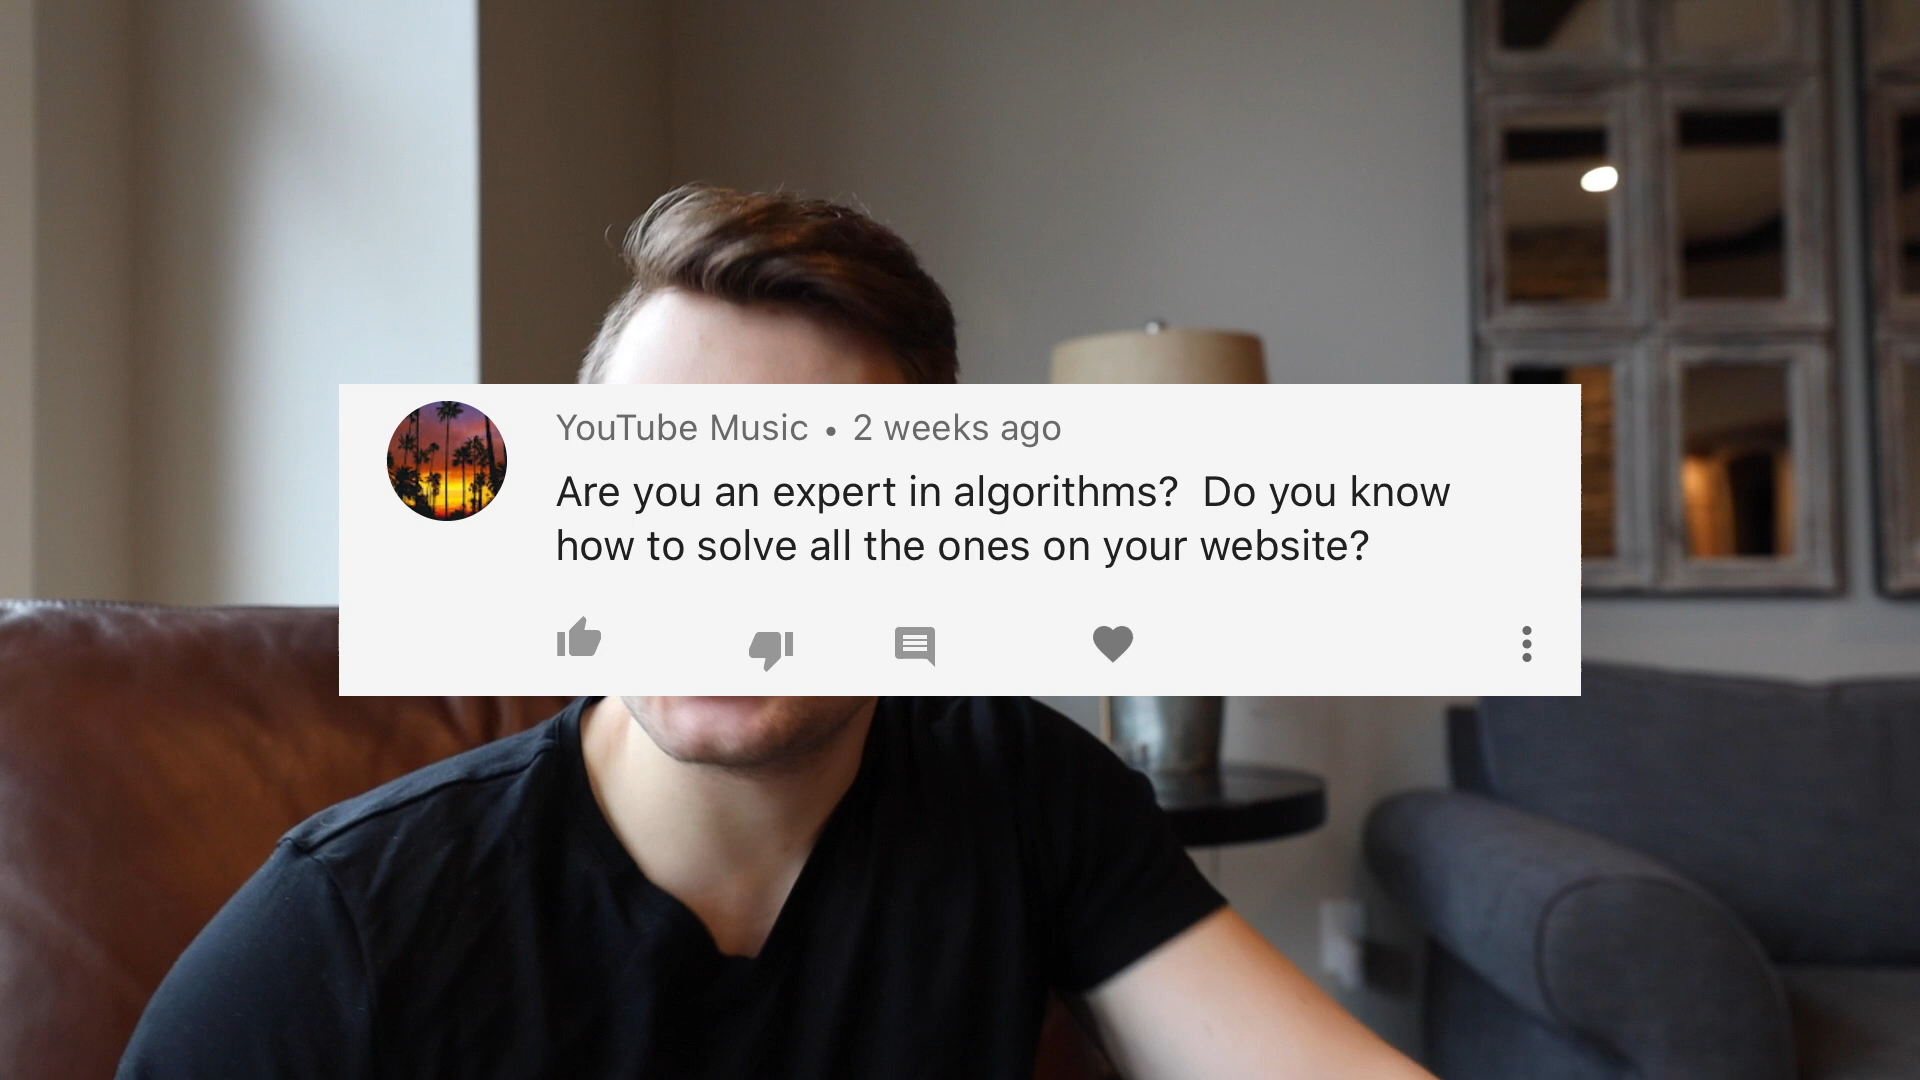 YouTube Music • 2 weeks ago
Are you an expert in algorithms?  Do you know
how to solve all the ones on your website?